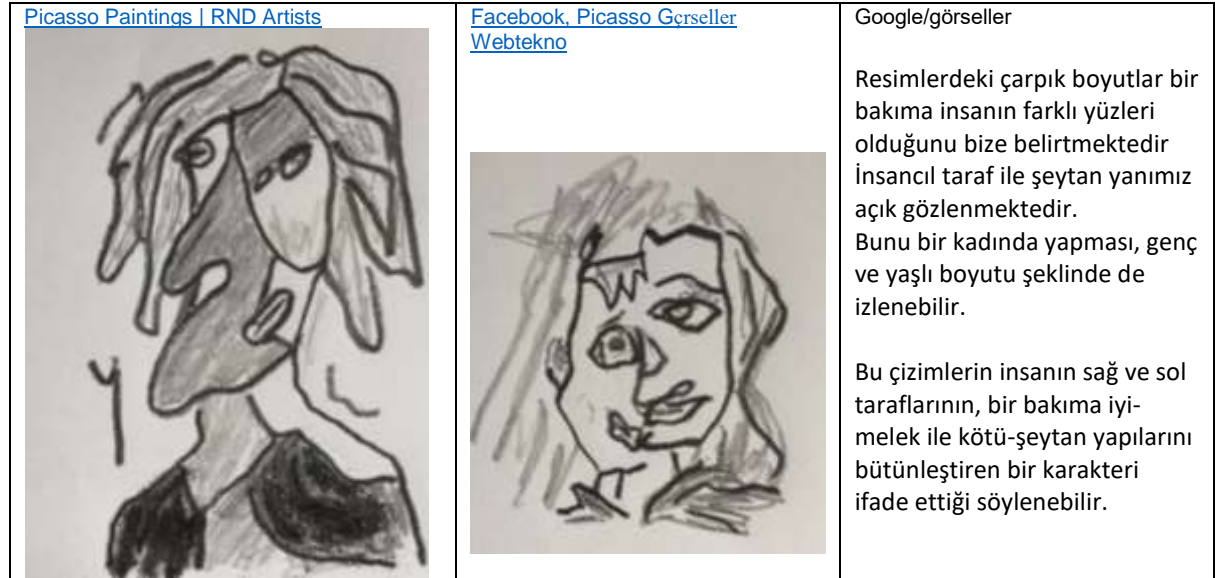 Picasso Paintings | RND Artists
Facebook, Picasso Gçrseller
Webtekno
Google/görseller
Resimlerdeki çarpık boyutlar bir
bakıma insanın farklı yüzleri
olduğunu bize belirtmektedir
İnsancıl taraf ile şeytan yanımız
açık gözlenmektedir.
Bunu bir kadında yapması, genç
ve yaşlı boyutu şeklinde de
izlenebilir.
Bu çizimlerin insanın sağ ve sol
taraflarının, bir bakıma iyi-
melek ile kötü-şeytan yapılarını
bütünleştiren bir karakteri
ifade ettiği söylenebilir.